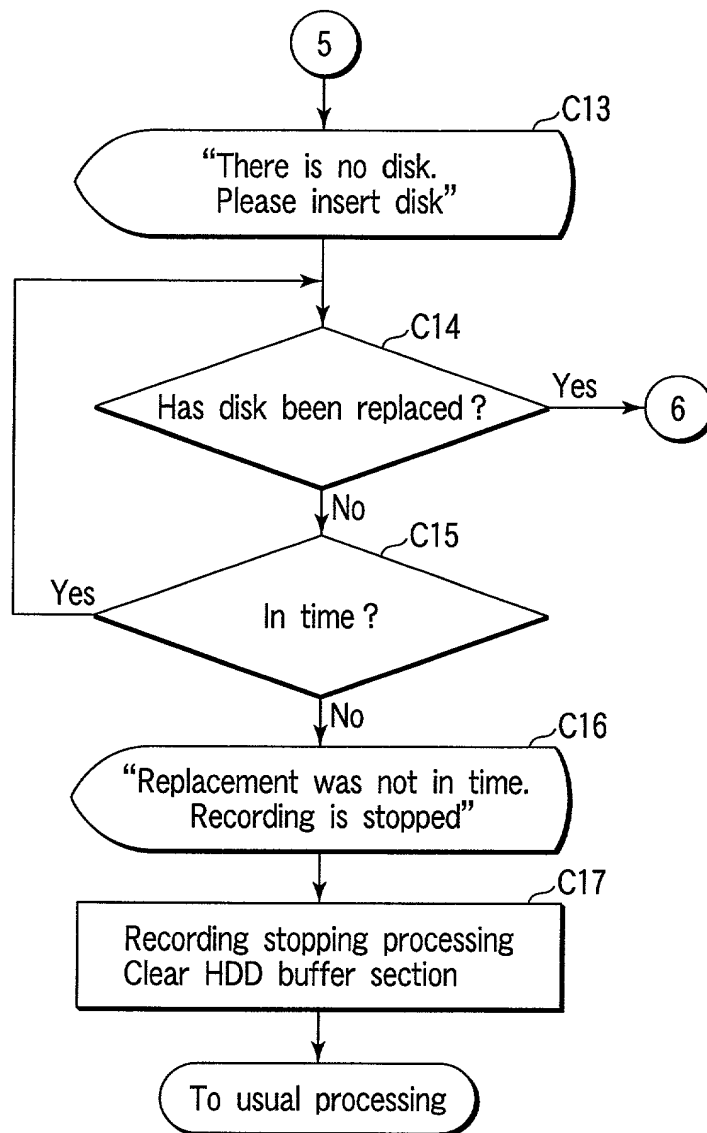 5
C13
“There is no disk.
Please insert disk”
C14
Has disk been replaced ?
Yes
6
No
C15
Yes
In time ?
No
C16
“Replacement was not in time.
Recording is stopped”
C17
Recording stopping processing
Clear HDD buffer section
To usual processing